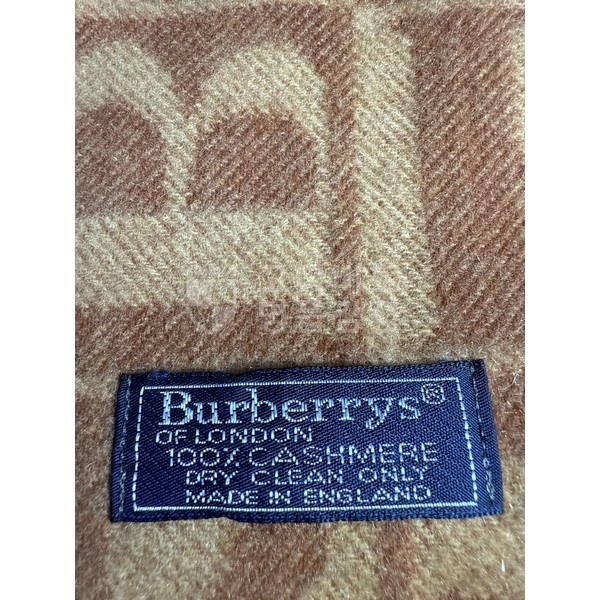 B
Burberrys®
OF LONDON
100% CASHMERE
DRY CLEAN ONLY
MADE IN ENGLAND